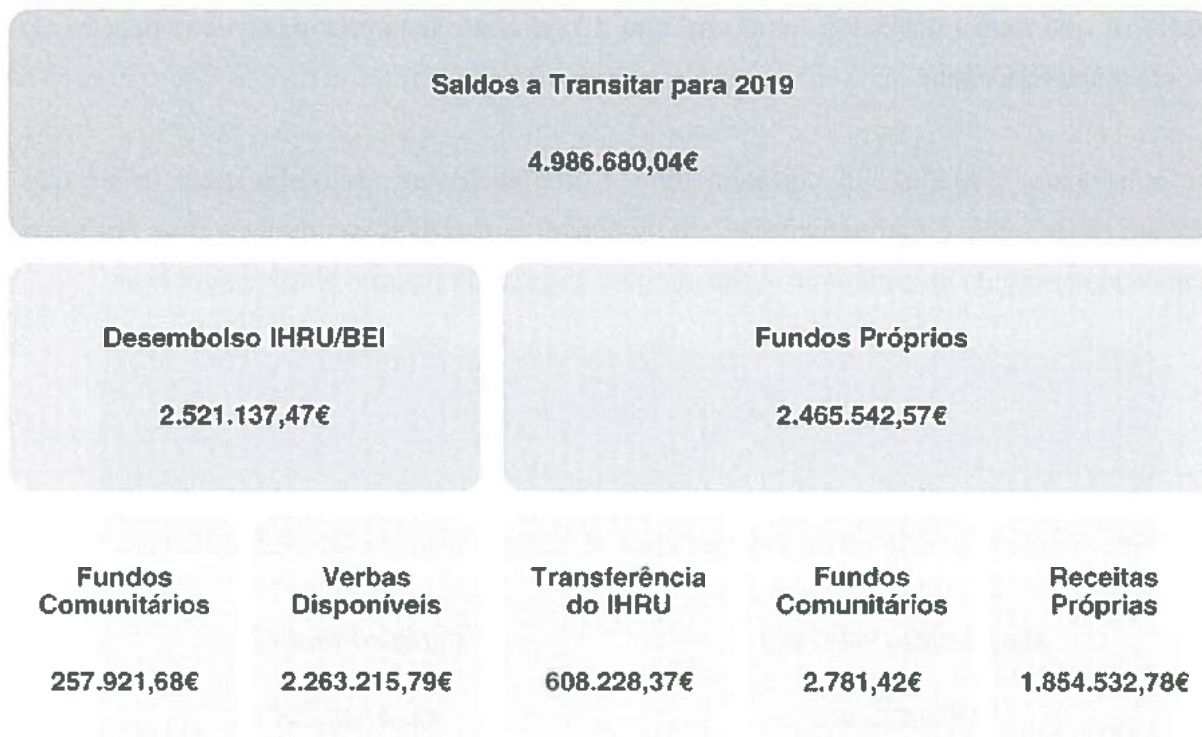 Saldos a Transitar para 2019
4.986.680,04€
Desembolso IHRU/BEI
2.521.137,47€
Fundos Próprios
2.465.542,57€
Fundos
Comunitários
257.921,68€
Verbas
Disponíveis
2.263.215,79€
Transferência
do IHRU
608.228,37€
Fundos
Comunitários
2.781,42€
Receitas
Próprias
1.854.532,78€